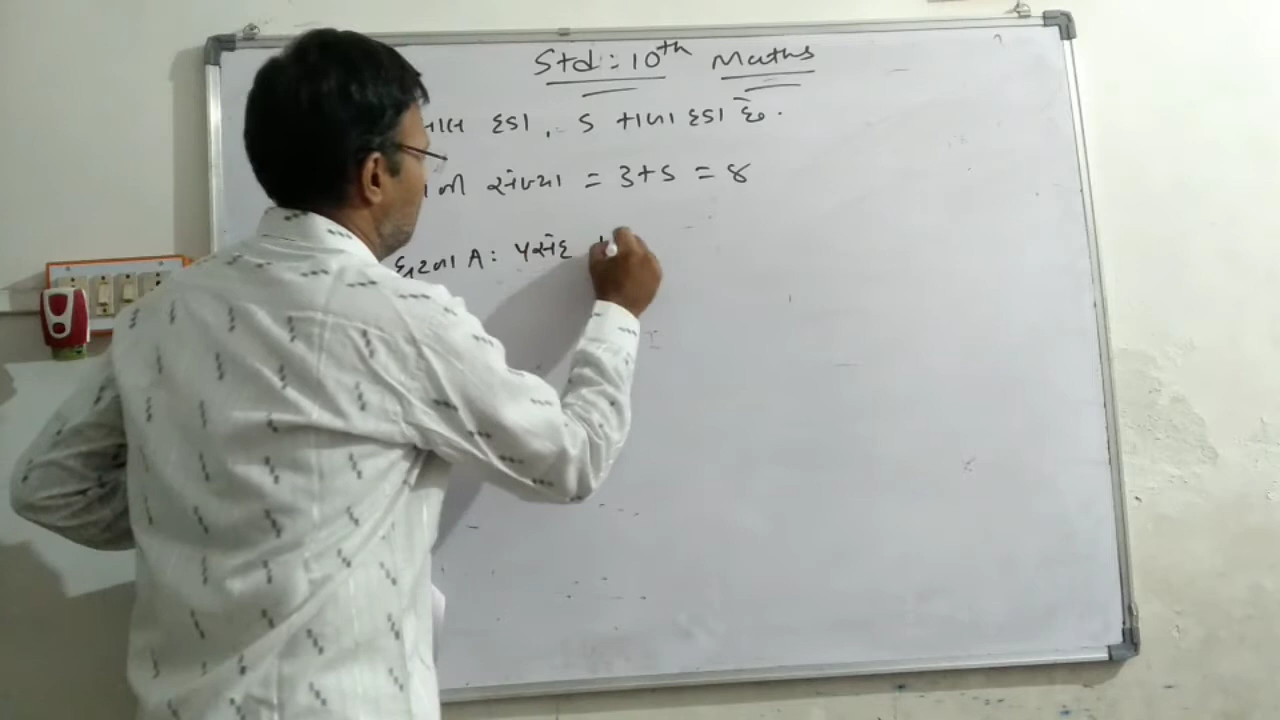 Std : 10th Maths
લાલ દડા, 5 કાળા દડા છે.
ની સંખ્યા = 3+5 = 8
ઘટના A : પસંદ